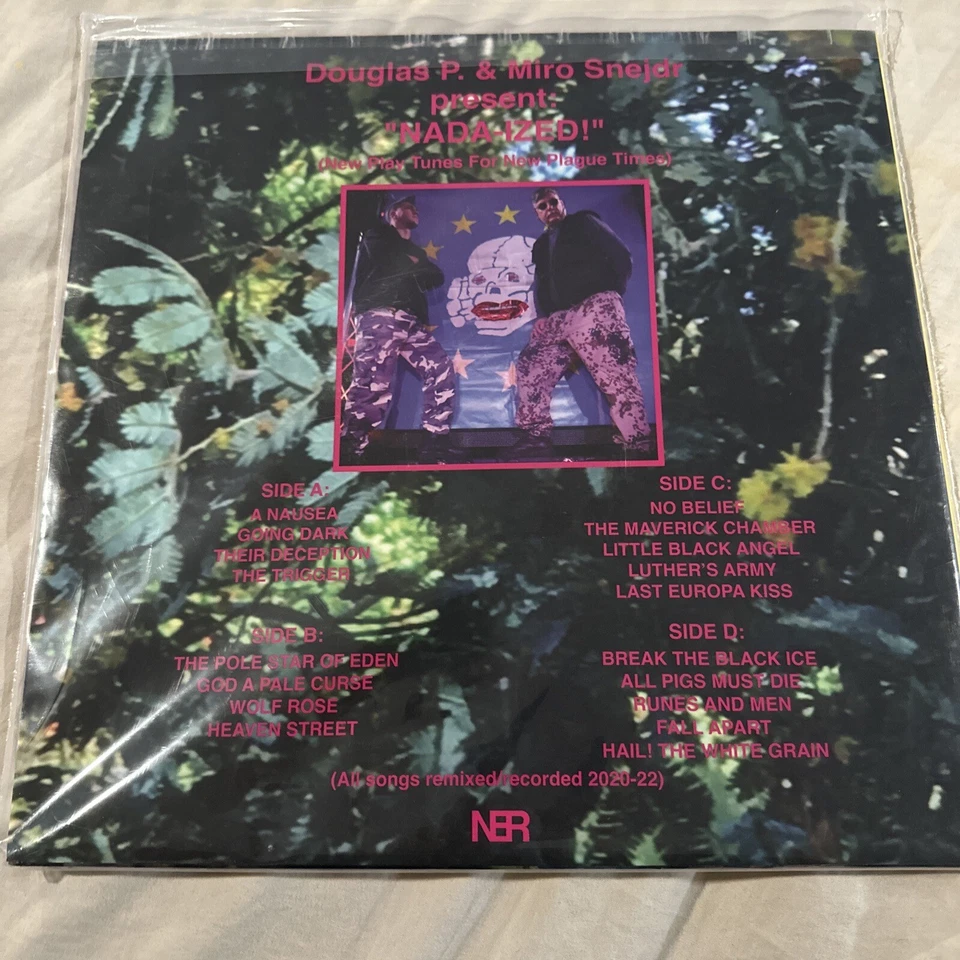 Douglas P. & Miro Snejdr
present:
"NADA-IZED!"
(New Play Tunes For New Plague Times)
SIDE A:
A NAUSEA
GOING DARK
THEIR DECEPTION
THE TRIGGER
SIDE B:
THE POLE STAR OF EDEN
GOD A PALE CURSE
WOLF ROSE
HEAVEN STREET
SIDE C:
NO BELIEF
THE MAVERICK CHAMBER
LITTLE BLACK ANGEL
LUTHER'S ARMY
LAST EUROPA KISS
SIDE D:
BREAK THE BLACK ICE
ALL PIGS MUST DIE
RUNES AND MEN
FALL APART
HAIL! THE WHITE GRAIN
(All songs remixed/recorded 2020-22)
NER